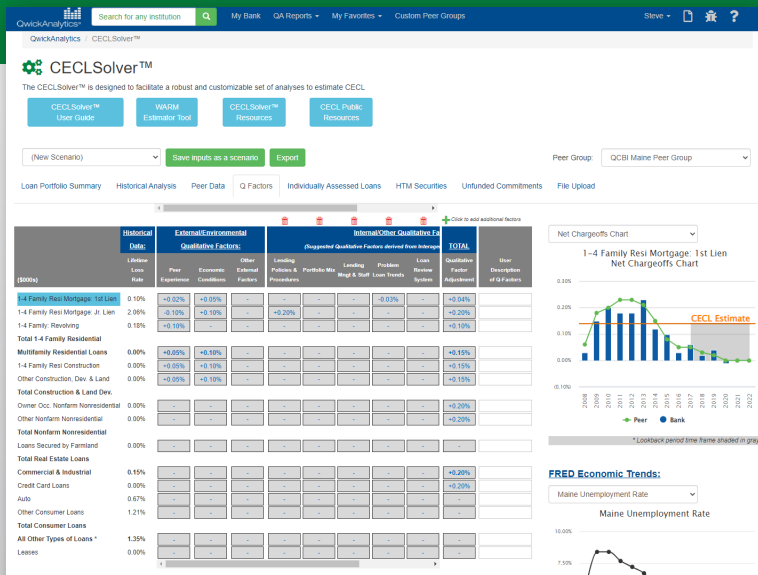 QwickAnalytics®
Search for any institution
My Bank QA Reports My Favorites Custom Peer Groups
Steve
QwickAnalytics / CECLSolver™
CECLSolver™
The CECLSolver™ is designed to facilitate a robust and customizable set of analyses to estimate CECL
CECLSolver™ User Guide
WARM Estimator Tool
CECLSolver™ Resources
CECL Public Resources
(New Scenario)
Save inputs as a scenario
Export
Peer Group: QCBI Maine Peer Group
Loan Portfolio Summary Historical Analysis Peer Data Q Factors Individually Assessed Loans HTM Securities Unfunded Commitments File Upload
Click to add additional factors
Historical Data: External/Environmental Qualitative Factors: Internal/Other Qualitative Fa
(Suggested Qualitative Factors derived from Interagen
TOTAL
($000s) Lifetime Loss Rate Peer Experience Economic Conditions Other External Factors Lending Policies & Procedures Portfolio Mix Lending Mngt & Staff Problem Loan Trends Loan Review System Qualitative Factor Adjustment User Description of Q Factors
1-4 Family Resi Mortgage: 1st Lien 0.10% +0.02% +0.05% - - - - -0.03% - +0.04%
1-4 Family Resi Mortgage: Jr. Lien 2.06% -0.10% +0.10% - +0.20% - - - - +0.20%
1-4 Family: Revolving 0.18% +0.10% - - - - - - - +0.10%
Total 1-4 Family Residential
Multifamily Residential Loans 0.00% +0.05% +0.10% - - - - - - +0.15%
1-4 Family Resi Construction 0.00% +0.05% +0.10% - - - - - - +0.15%
Other Construction, Dev. & Land 0.00% +0.05% +0.10% - - - - - - +0.15%
Total Construction & Land Dev.
Owner Occ. Nonfarm Nonresidential 0.00% - - - - - - - - +0.20%
Other Nonfarm Nonresidential 0.00% - - - - - - - - +0.20%
Total Nonfarm Nonresidential
Loans Secured by Farmland 0.00% - - - - - - - - -
Total Real Estate Loans
Commercial & Industrial 0.15% - - - - - - - - +0.20%
Credit Card Loans 0.00% - - - - - - - - +0.20%
Auto 0.67% - - - - - - - - -
Other Consumer Loans 1.21% - - - - - - - - -
Total Consumer Loans
All Other Types of Loans * 1.35% - - - - - - - - -
Leases 0.00% - - - - - - - - -
Net Chargeoffs Chart
1-4 Family Resi Mortgage: 1st Lien
Net Chargeoffs Chart
0.30%
0.20%
CECL Estimate
0.10%
0.00%
(0.10%)
2008 2009 2010 2011 2012 2013 2014 2015 2016 2017 2018 2019 2020 2021 2022
Peer Bank
* Lookback period time frame shaded in gray
FRED Economic Trends:
Maine Unemployment Rate
Maine Unemployment Rate
10.00%
7.50%